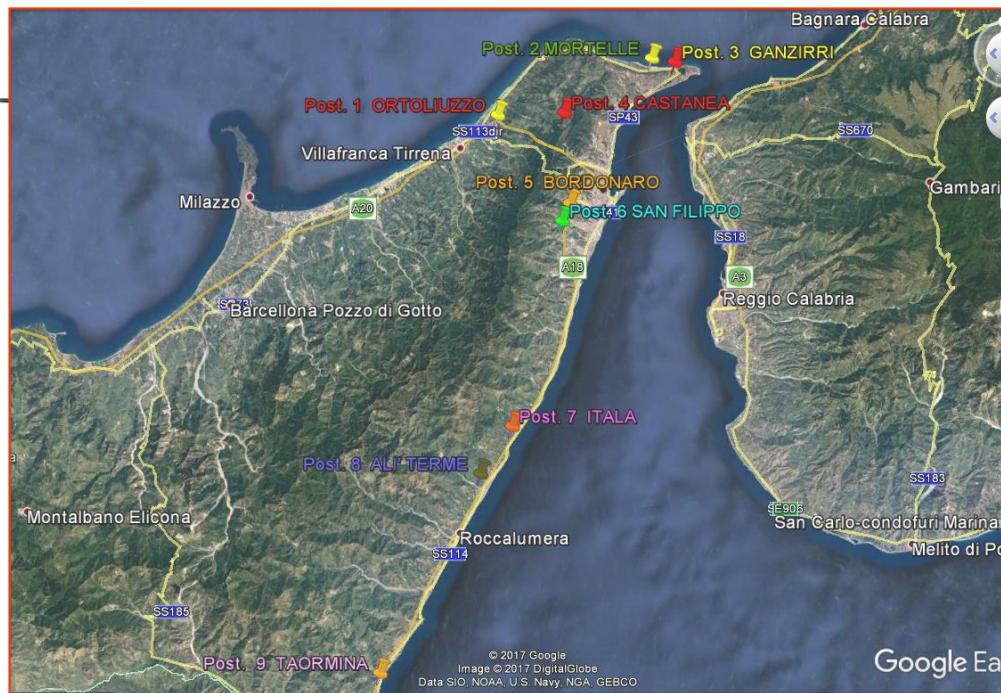 Bagnara Calabra
Post. 2 MORTELLE
Post. 3 GANZIRRI
Post. 1 ORTOLIUZZO
Post. 4 CASTANEA
SP43
SS113dir
SS670
Villafranca Tirrena
Post. 5 BORDONARO
Gambari
Milazzo
A20
Post. 6 SAN FILIPPO
SS18
A18
A3
Reggio Calabria
Barcellona Pozzo di Gotto
Post. 7 ITALA
Post. 8 ALI' TERME
SS183
Montalbano Elicona
San Carlo-condofuri Marina
Roccalumera
Melito di Po
SS114
SS185
Post. 9 TAORMINA
© 2017 Google
Image © 2017 DigitalGlobe
Data SIO, NOAA, U.S. Navy, NGA, GEBCO
Google Ea